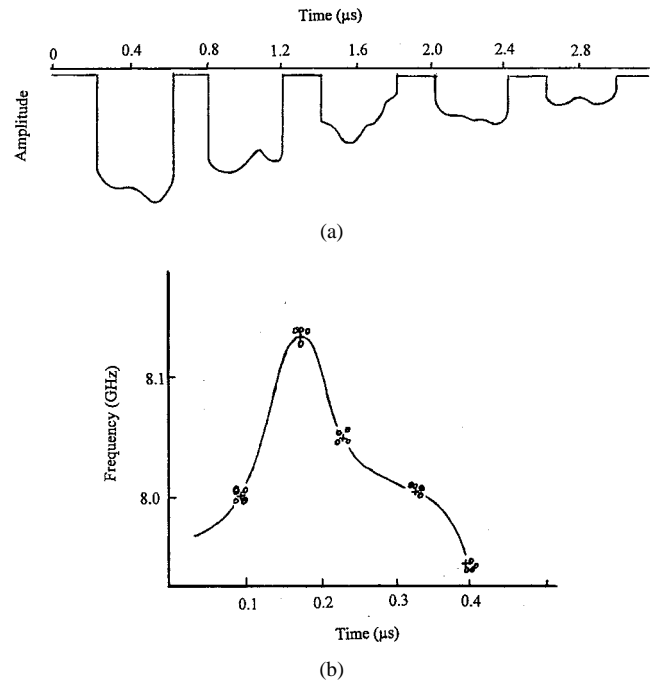 Time (μs)
0 0.4 0.8 1.2 1.6 2.0 2.4 2.8
Amplitude
(a)
8.1
8.0
Frequency (GHz)
0.1 0.2 0.3 0.4
Time (μs)
(b)